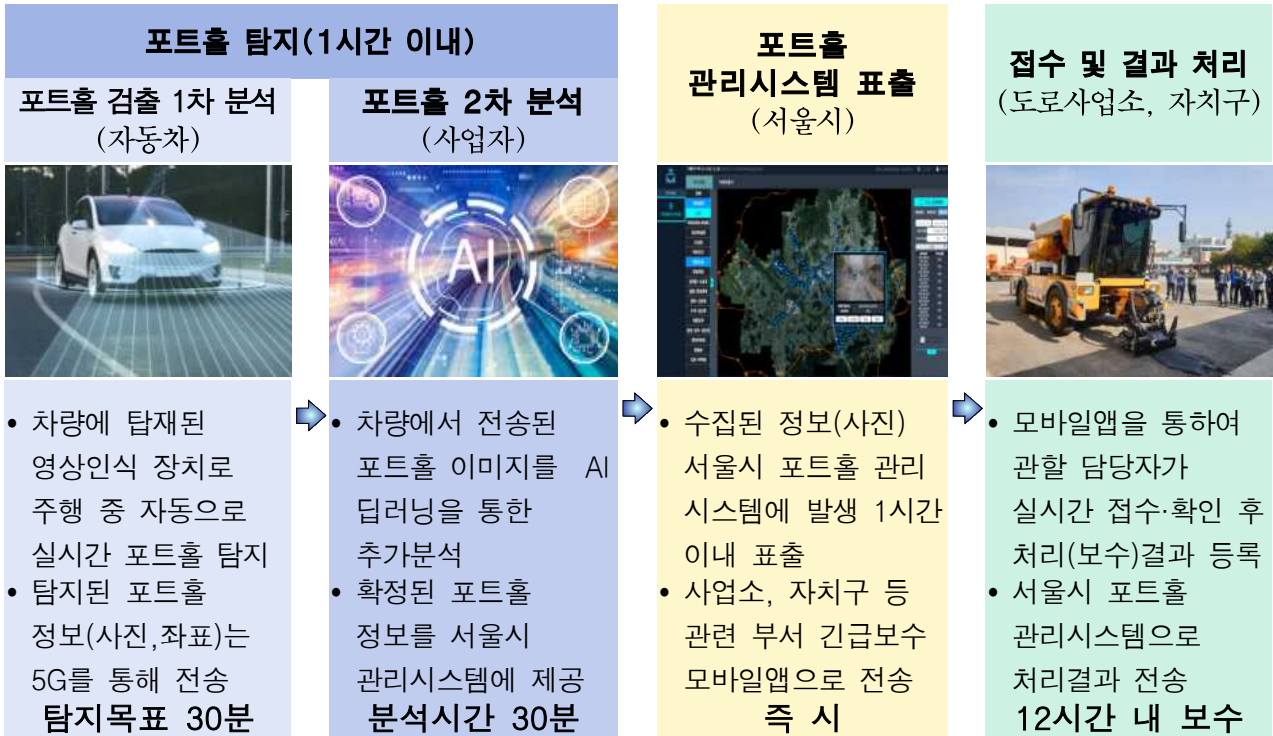 포트홀 탐지(1시간 이내)
포트홀 검출 1차 분석
(자동차)
• 차량에 탑재된
영상인식 장치로
주행 중 자동으로
실시간 포트홀 탐지
• 탐지된 포트홀
정보(사진,좌표)는
5G를 통해 전송
탐지목표 30분
포트홀 2차 분석
(사업자)
AI
• 차량에서 전송된
포트홀 이미지를 AI
딥러닝을 통한
추가분석
• 확정된 포트홀
정보를 서울시
관리시스템에 제공
분석시간 30분
포트홀
관리시스템 표출
(서울시)
• 수집된 정보(사진)
서울시 포트홀 관리
시스템에 발생 1시간
이내 표출
• 사업소, 자치구 등
관련 부서 긴급보수
모바일앱으로 전송
즉 시
접수 및 결과 처리
(도로사업소, 자치구)
• 모바일앱을 통하여
관할 담당자가
실시간 접수·확인 후
처리(보수)결과 등록
• 서울시 포트홀
관리시스템으로
처리결과 전송
12시간 내 보수